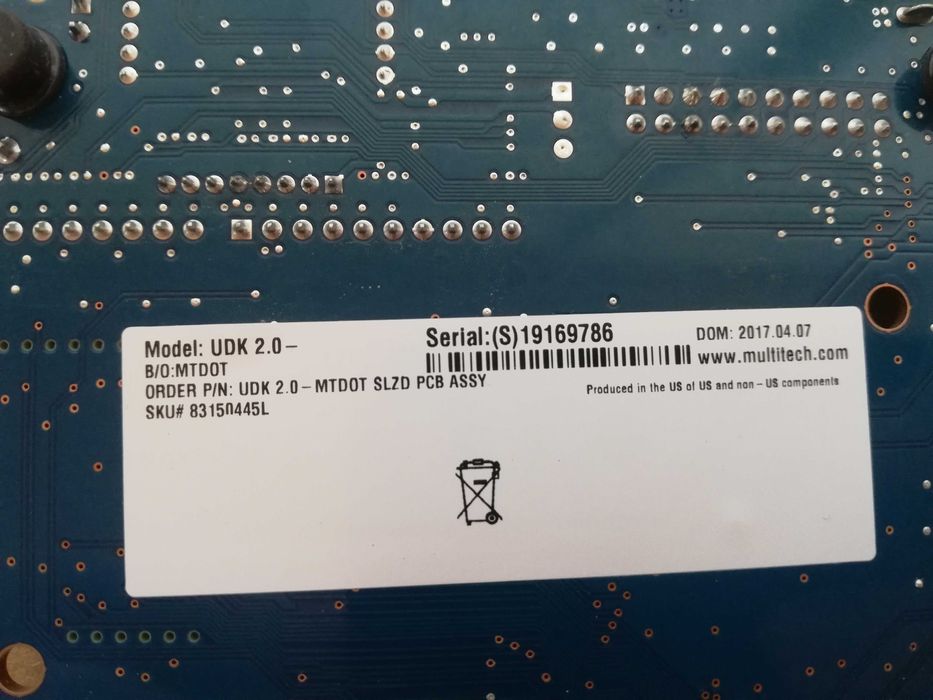 Model: UDK 2.0-
B/O:MTDOT
ORDER P/N: UDK 2.0-MTDOT SLZD PCB ASSY
SKU# 83150445L
Serial:(S)19169786
DOM: 2017.04.07
www.multitech.com
Produced in the US of US and non-US components